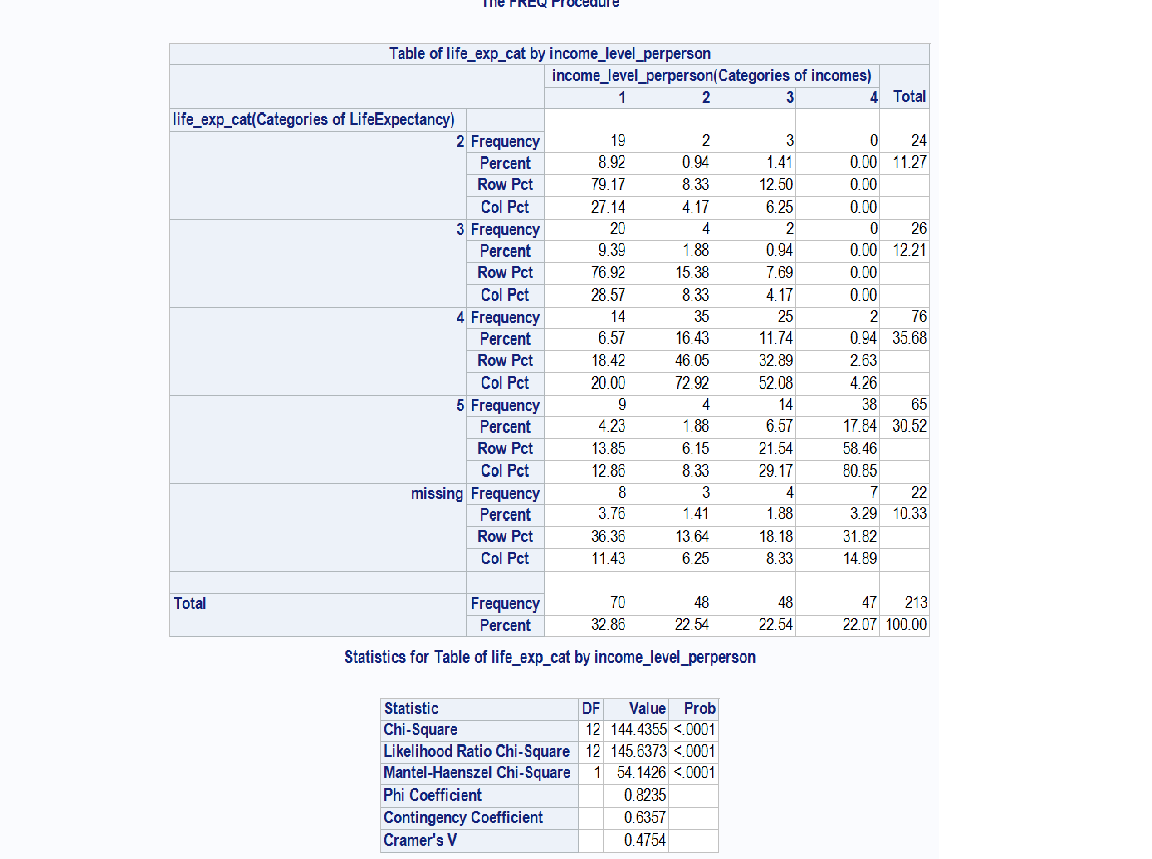 The FREQ Procedure
Table of life_exp_cat by income_level_perperson
income_level_perperson(Categories of incomes) Total
1 2 3 4
life_exp_cat(Categories of LifeExpectancy)
2 Frequency 19 2 3 0 24
Percent 8.92 0.94 1.41 0.00 11.27
Row Pct 79.17 8.33 12.50 0.00
Col Pct 27.14 4.17 6.25 0.00
3 Frequency 20 4 2 0 26
Percent 9.39 1.88 0.94 0.00 12.21
Row Pct 76.92 15.38 7.69 0.00
Col Pct 28.57 8.33 4.17 0.00
4 Frequency 14 35 25 2 76
Percent 6.57 16.43 11.74 0.94 35.68
Row Pct 18.42 46.05 32.89 2.63
Col Pct 20.00 72.92 52.08 4.26
5 Frequency 9 4 14 38 65
Percent 4.23 1.88 6.57 17.84 30.52
Row Pct 13.85 6.15 21.54 58.46
Col Pct 12.86 8.33 29.17 80.85
missing Frequency 8 3 4 7 22
Percent 3.76 1.41 1.88 3.29 10.33
Row Pct 36.36 13.64 18.18 31.82
Col Pct 11.43 6.25 8.33 14.89
Total Frequency 70 48 48 47 213
Percent 32.86 22.54 22.54 22.07 100.00
Statistics for Table of life_exp_cat by income_level_perperson
Statistic DF Value Prob
Chi-Square 12 144.4355 <.0001
Likelihood Ratio Chi-Square 12 145.6373 <.0001
Mantel-Haenszel Chi-Square 1 54.1426 <.0001
Phi Coefficient 0.8235
Contingency Coefficient 0.6357
Cramer's V 0.4754